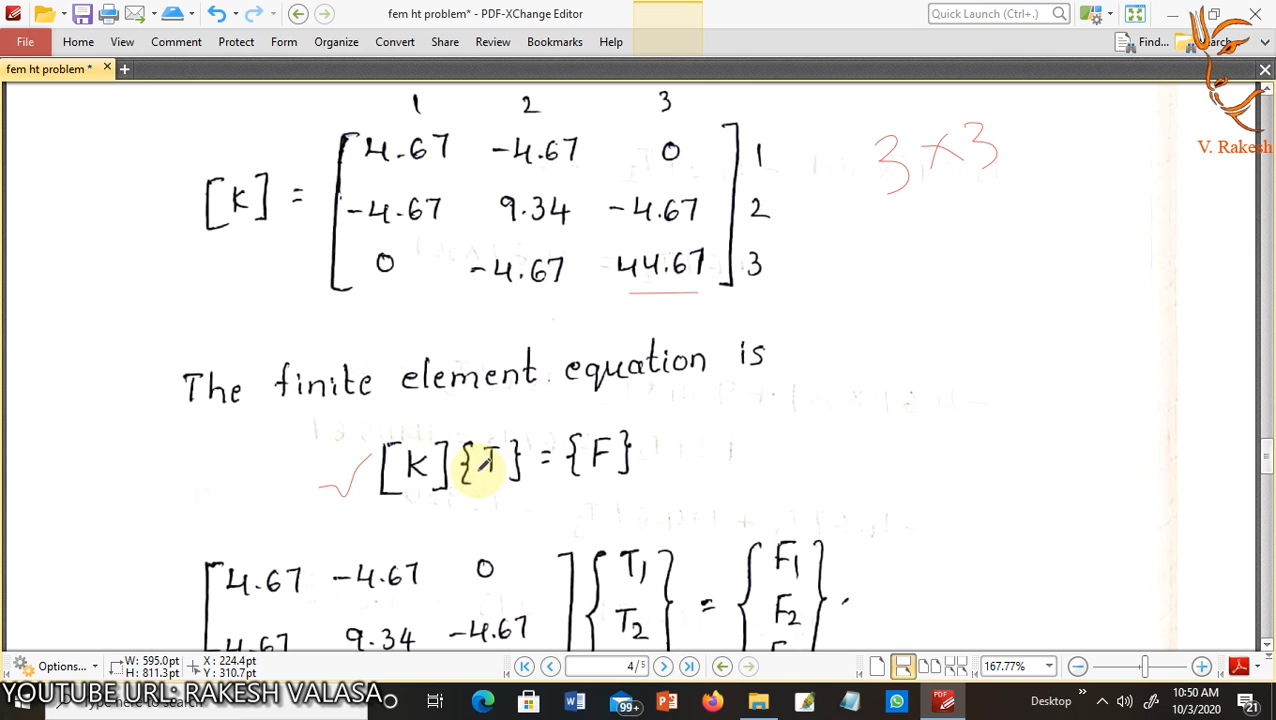 fem ht problem* - PDF-XChange Editor
Quick Launch (Ctrl+.)
File Home View Comment Protect Form Organize Convert Share Review Bookmarks Help
Find...
fem ht problem *
V. Rakesh
1 2 3
[K] = [ 4.67 -4.67 0 ] 1
-4.67 9.34 -4.67 2
0 -4.67 44.67 3
3 x 3
The finite element equation is
[K]{T} = {F}
4.67 -4.67 0 T1 F1
9.34 -4.67 T2 = F2
Options... W: 595.0pt H: 811.3pt X: 224.4pt Y: 310.7pt 4/5 167.77%
YOUTUBE URL: RAKESH VALASA
99+
Desktop
10:50 AM
10/3/2020
21